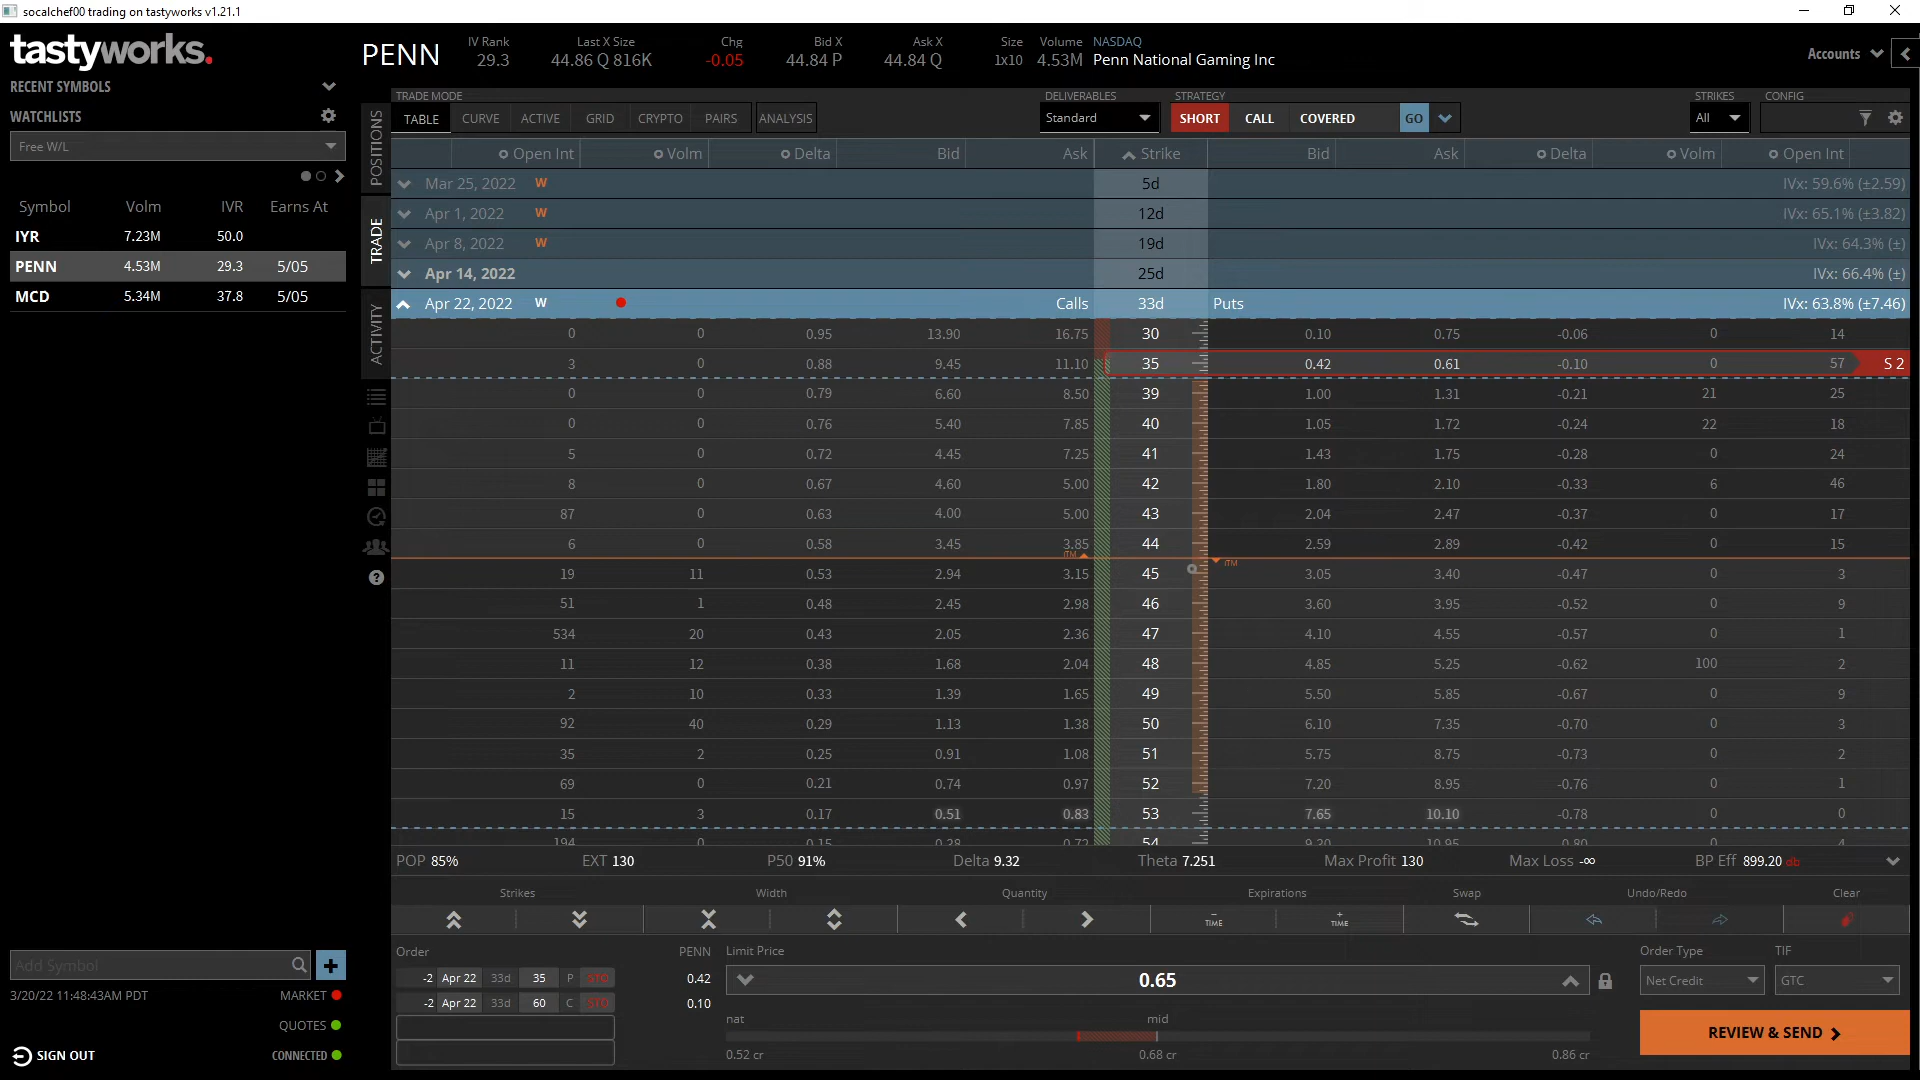 socalchef00 trading on tastyworks v1.21.1
tastyworks.
RECENT SYMBOLS
WATCHLISTS
Free W/L
Symbol Volm IVR Earns At
IYR 7.23M 50.0
PENN 4.53M 29.3 5/05
MCD 5.34M 37.8 5/05
Add Symbol
3/20/22 11:48:43AM PDT MARKET
QUOTES
SIGN OUT CONNECTED
POSITIONS
TRADE
ACTIVITY
PENN
IV Rank Last X Size Chg Bid X Ask X Size Volume NASDAQ
29.3 44.86 Q 816K -0.05 44.84 P 44.84 Q 1x10 4.53M Penn National Gaming Inc
Accounts
TRADE MODE DELIVERABLES STRATEGY STRIKES CONFIG
TABLE CURVE ACTIVE GRID CRYPTO PAIRS ANALYSIS Standard SHORT CALL COVERED GO All
Open Int Volm Delta Bid Ask Strike Bid Ask Delta Volm Open Int
Mar 25, 2022 W 5d IVx: 59.6% (±2.59)
Apr 1, 2022 W 12d IVx: 65.1% (±3.82)
Apr 8, 2022 W 19d IVx: 64.3% (±)
Apr 14, 2022 25d IVx: 66.4% (±)
Apr 22, 2022 W Calls 33d Puts IVx: 63.8% (±7.46)
0 0 0.95 13.90 16.75 30 0.10 0.75 -0.06 0 14
3 0 0.88 9.45 11.10 35 0.42 0.61 -0.10 0 57 S 2
0 0 0.79 6.60 8.50 39 1.00 1.31 -0.21 21 25
0 0 0.76 5.40 7.85 40 1.05 1.72 -0.24 22 18
5 0 0.72 4.45 7.25 41 1.43 1.75 -0.28 0 24
8 0 0.67 4.60 5.00 42 1.80 2.10 -0.33 6 46
87 0 0.63 4.00 5.00 43 2.04 2.47 -0.37 0 17
6 0 0.58 3.45 3.85 44 2.59 2.89 -0.42 0 15
ITM ITM
19 11 0.53 2.94 3.15 45 3.05 3.40 -0.47 0 3
51 1 0.48 2.45 2.98 46 3.60 3.95 -0.52 0 9
534 20 0.43 2.05 2.36 47 4.10 4.55 -0.57 0 1
11 12 0.38 1.68 2.04 48 4.85 5.25 -0.62 100 2
2 10 0.33 1.39 1.65 49 5.50 5.85 -0.67 0 9
92 40 0.29 1.13 1.38 50 6.10 7.35 -0.70 0 3
35 2 0.25 0.91 1.08 51 5.75 8.75 -0.73 0 2
69 0 0.21 0.74 0.97 52 7.20 8.95 -0.76 0 1
15 3 0.17 0.51 0.83 53 7.65 10.10 -0.78 0 0
194 0 0.15 0.38 0.72 54 9.20 10.95 -0.80 0 4
POP 85% EXT 130 P50 91% Delta 9.32 Theta 7.251 Max Profit 130 Max Loss -∞ BP Eff 899.20 db
Strikes Width Quantity Expirations Swap Undo/Redo Clear
− TIME + TIME
Order PENN Limit Price Order Type TIF
-2 Apr 22 33d 35 P STO 0.42 0.65 Net Credit GTC
-2 Apr 22 33d 60 C STO 0.10
nat mid
0.52 cr 0.68 cr 0.86 cr
REVIEW & SEND